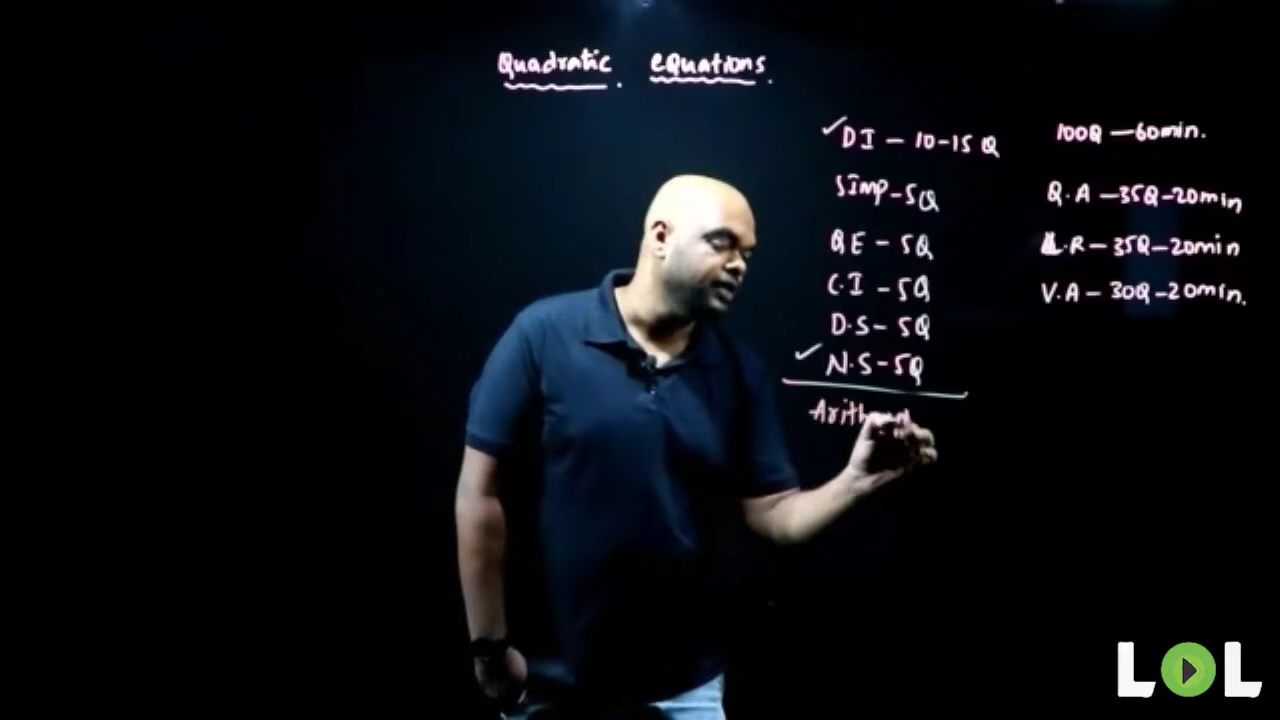 Quadratic. equations.
✓DI - 10-15 Q
Simp - 5Q
QE - 5Q
C.I - 5Q
D.S - 5Q
✓ N.S - 5Q
100Q - 60min.
Q.A - 35Q - 20min
L.R - 35Q - 20min
V.A - 30Q - 20min.
LOL